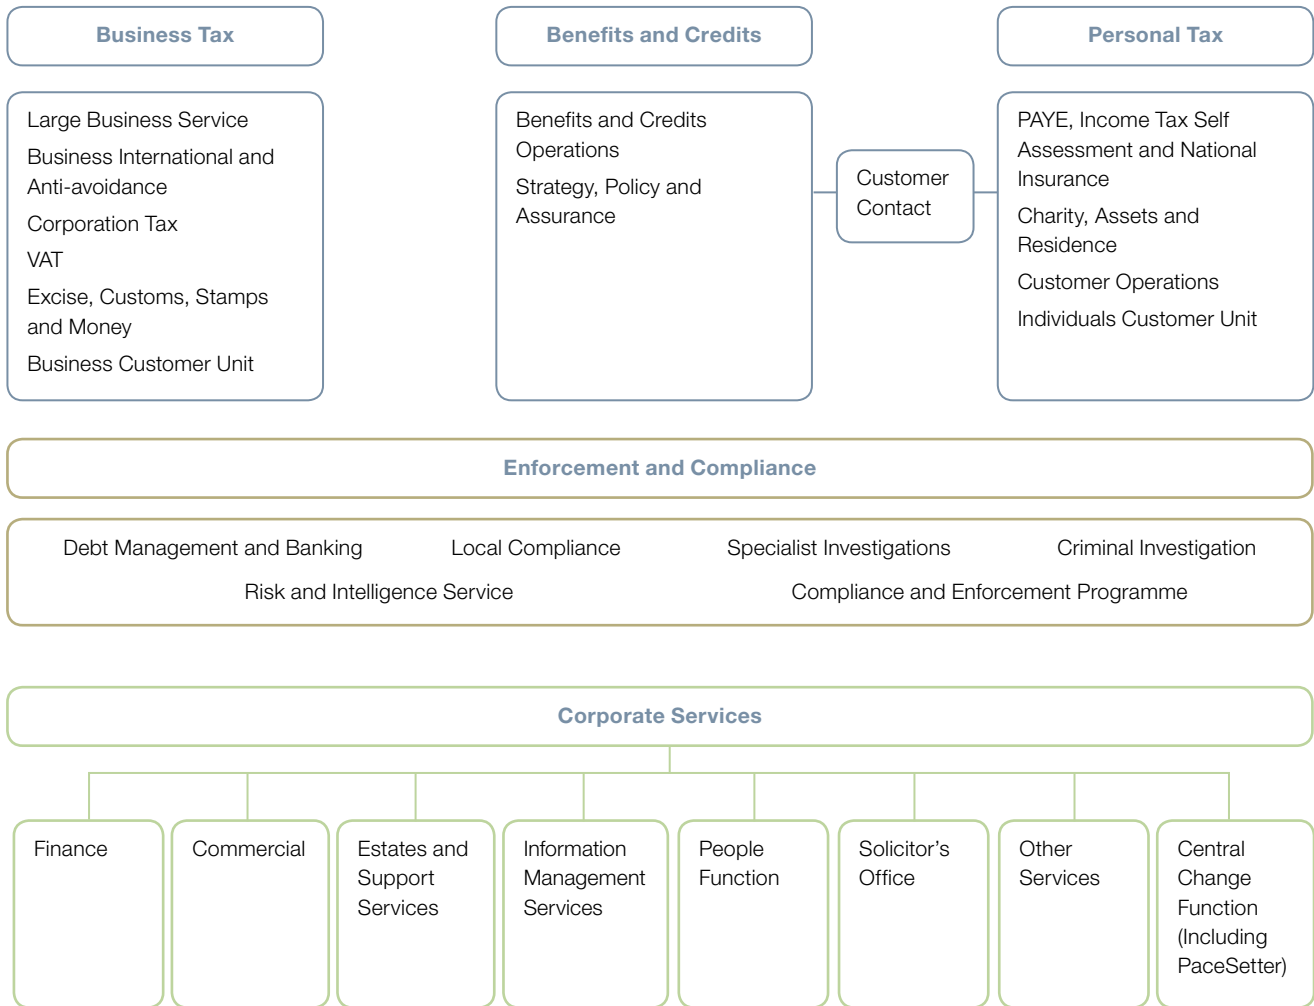 Business Tax
Large Business Service
Business International and
Anti-avoidance
Corporation Tax
VAT
Excise, Customs, Stamps
and Money
Business Customer Unit
Benefits and Credits
Benefits and Credits
Operations
Strategy, Policy and
Assurance
Customer
Contact
Personal Tax
PAYE, Income Tax Self
Assessment and National
Insurance
Charity, Assets and
Residence
Customer Operations
Individuals Customer Unit
Enforcement and Compliance
Debt Management and Banking
Local Compliance
Specialist Investigations
Criminal Investigation
Risk and Intelligence Service
Compliance and Enforcement Programme
Corporate Services
Finance
Commercial
Estates and
Support
Services
Information
Management
Services
People
Function
Solicitor’s
Office
Other
Services
Central
Change
Function
(Including
PaceSetter)